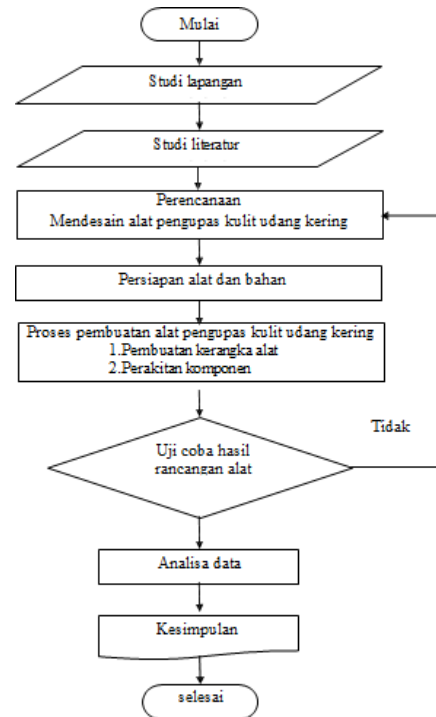 Mulai
Studi lapangan
Studi literatur
Perencanaan
Mendesain alat pengupas kulit udang kering
Persiapan alat dan bahan
Proses pembuatan alat pengupas kulit udang kering
1.Pembuatan kerangka alat
2.Perakitan komponen
Tidak
Uji coba hasil
rancangan alat
Analisa data
Kesimpulan
selesai